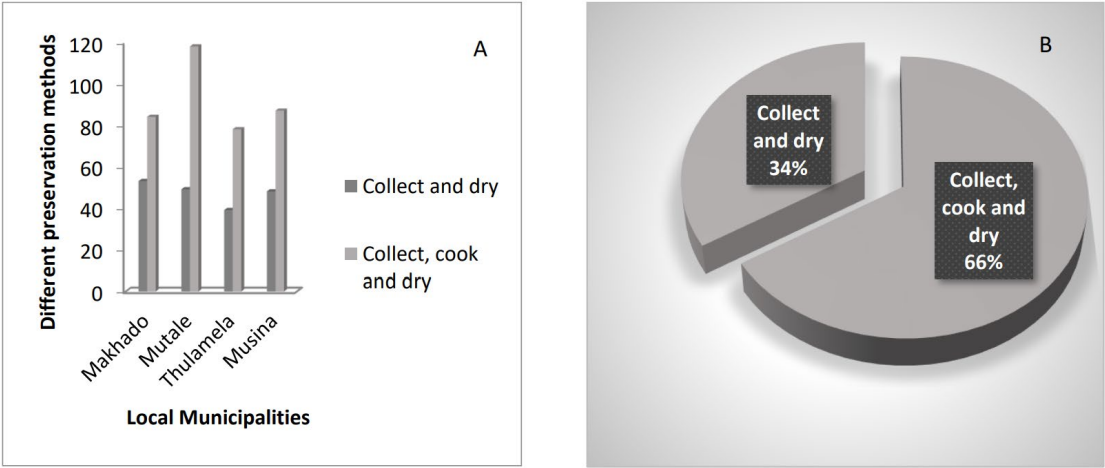 A
Different preservation methods
120
100
80
60
40
20
0
Makhado
Mutale
Thulamela
Musina
Local Municipalities
Collect and dry
Collect, cook
and dry
B
Collect
and dry
34%
Collect,
cook and
dry
66%